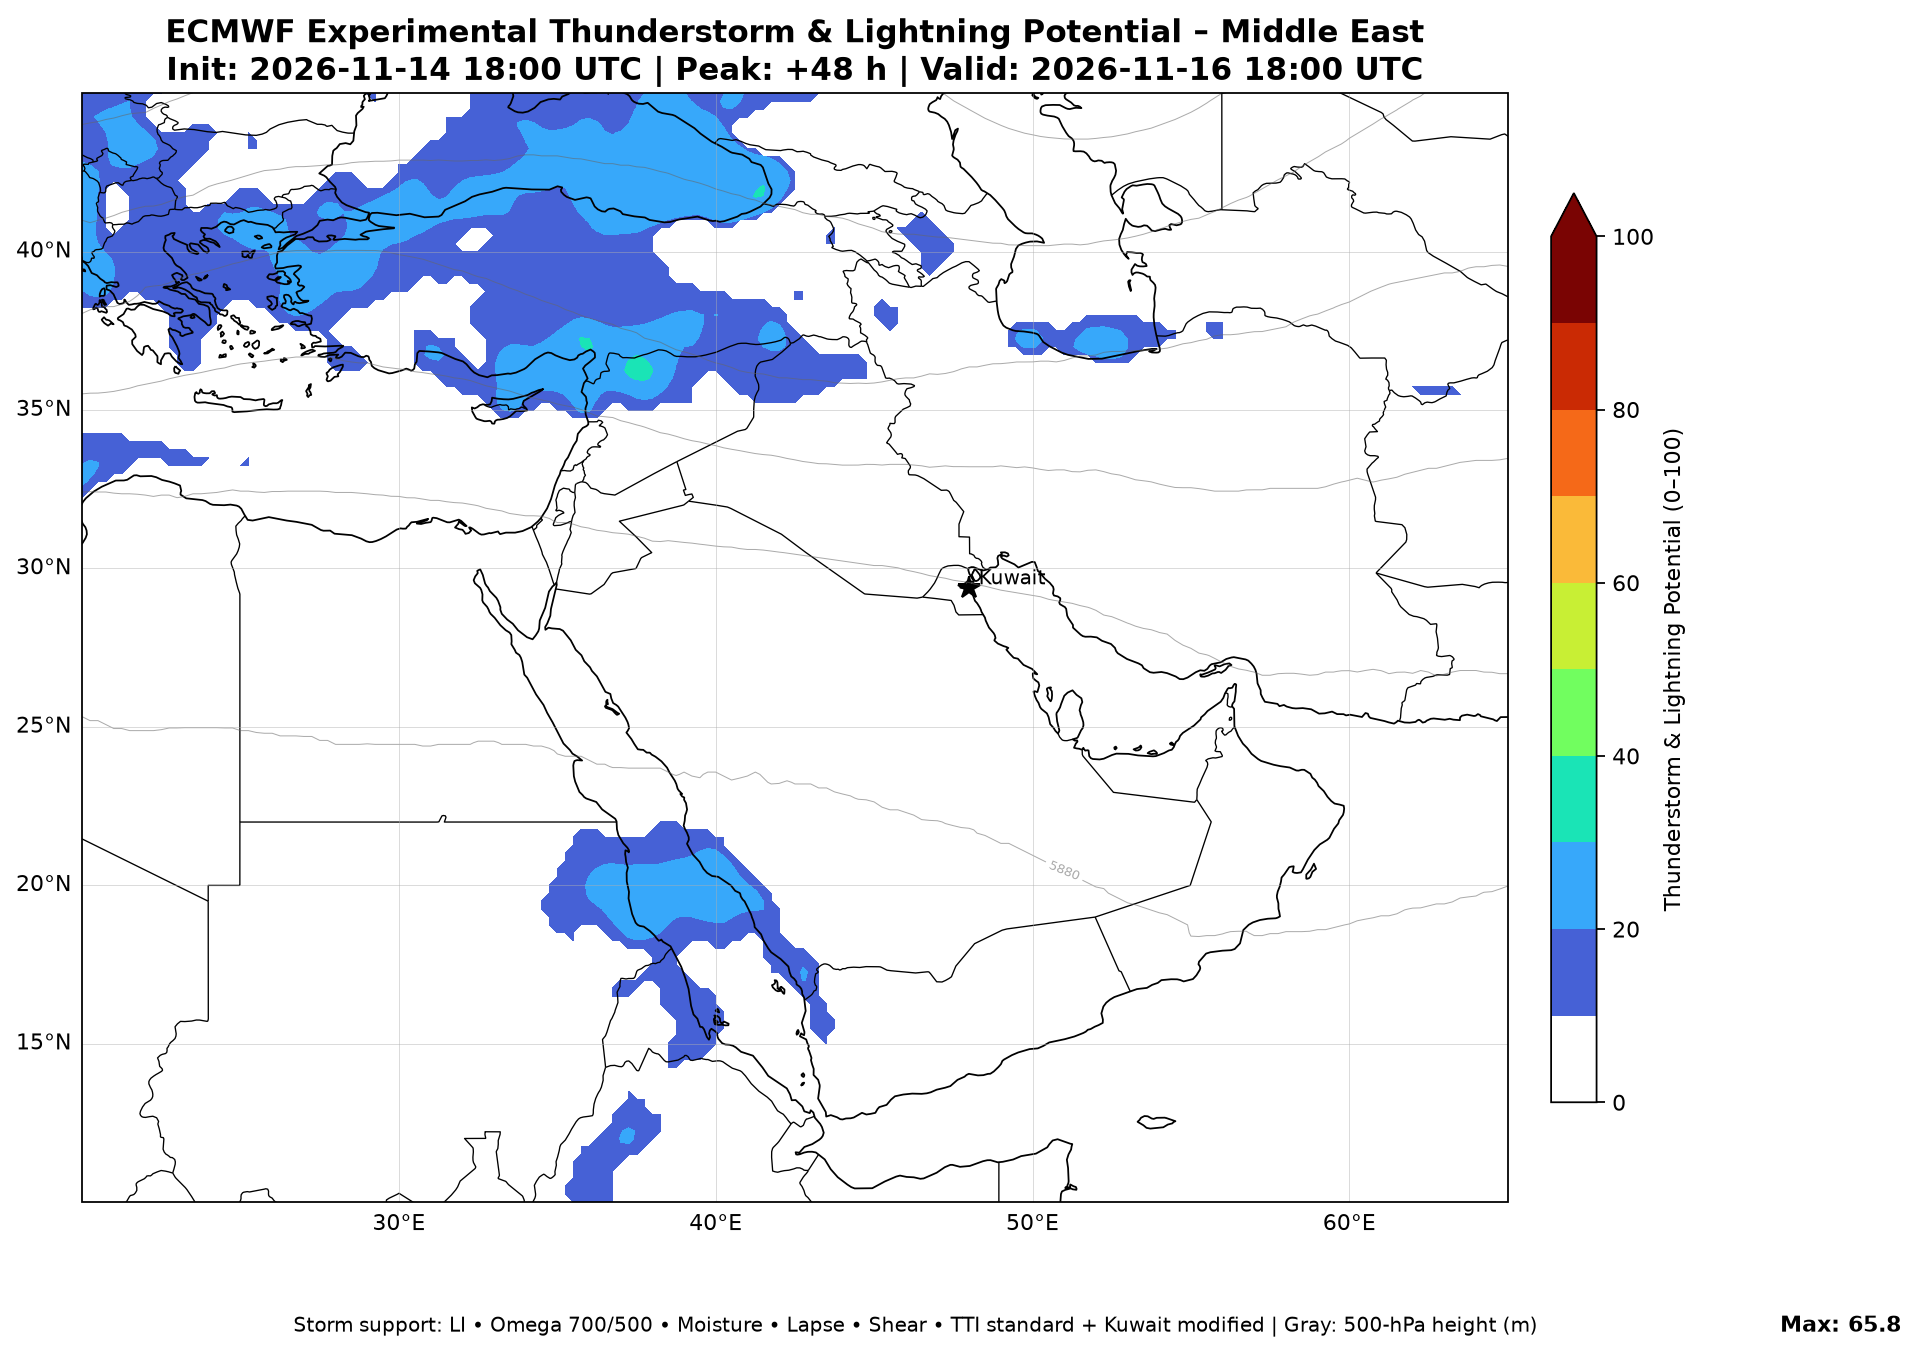 ECMWF Experimental Thunderstorm & Lightning Potential – Middle East
Init: 2026-11-14 18:00 UTC | Peak: +48 h | Valid: 2026-11-16 18:00 UTC
40°N
35°N
30°N
25°N
20°N
15°N
Kuwait
5880
30°E
40°E
50°E
60°E
100
80
60
40
20
0
Thunderstorm & Lightning Potential (0–100)
Storm support: LI • Omega 700/500 • Moisture • Lapse • Shear • TTI standard + Kuwait modified | Gray: 500-hPa height (m)
Max: 65.8